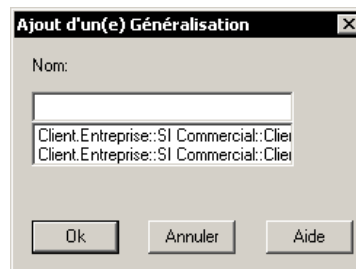 Ajout d'un(e) Généralisation
Nom:
Client.Entreprise::SI Commercial::Clie
Client.Entreprise::SI Commercial::Clie
Ok
Annuler
Aide